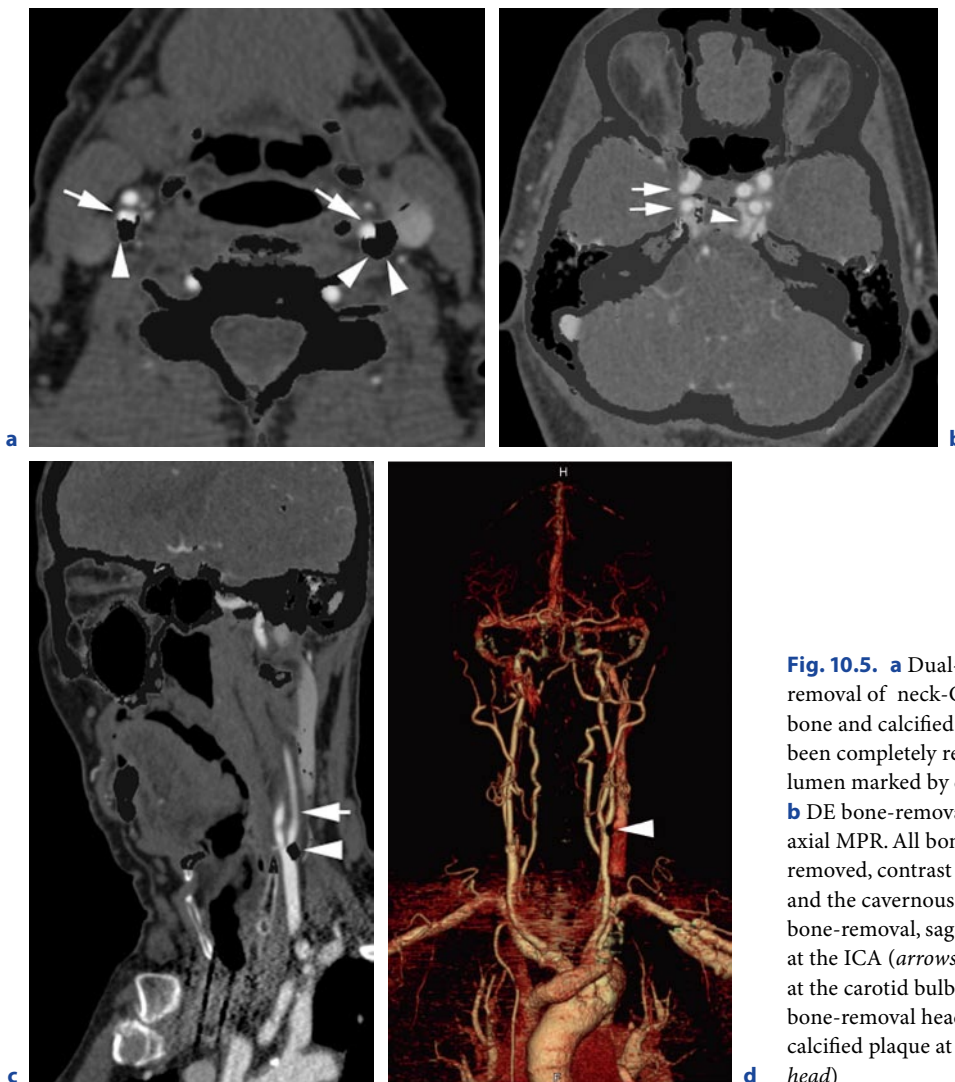 a
b
H
Fig. 10.5. a Dual-
removal of neck-C
bone and calcified
been completely re
lumen marked by
b DE bone-remova
axial MPR. All bon
removed, contrast
and the cavernous
bone-removal, sag
at the ICA (arrows
at the carotid bulb
bone-removal head
calcified plaque at
head)
c
d